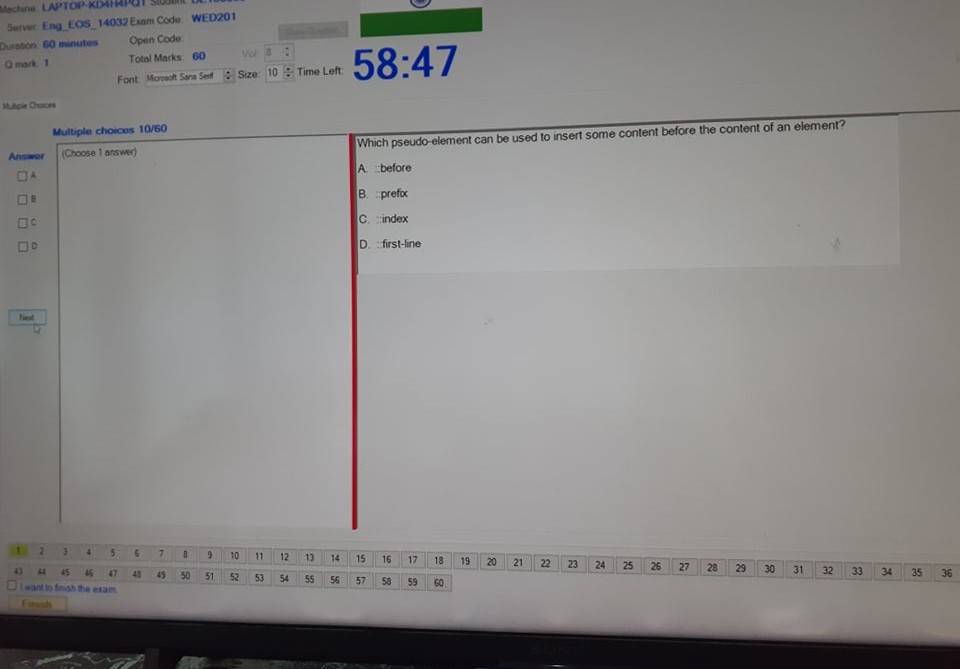 Machine: LAPTOP-KD4H4PQ1 Student:
Server: Eng_EOS_14032 Exam Code: WED201
Duration: 60 minutes Open Code:
Q mark: 1 Total Marks: 60 Vol: 8
Font: Microsoft Sans Serif Size: 10 Time Left: 58:47
Multiple Choices
Multiple choices 10/60
Answer
(Choose 1 answer)
A
B
C
D
Next
Which pseudo-element can be used to insert some content before the content of an element?
A. ::before
B. ::prefix
C. ::index
D. ::first-line
1 2 3 4 5 6 7 8 9 10 11 12 13 14 15 16 17 18 19 20 21 22 23 24 25 26 27 28 29 30 31 32 33 34 35 36
43 44 45 46 47 48 49 50 51 52 53 54 55 56 57 58 59 60
I want to finish the exam.
Finish